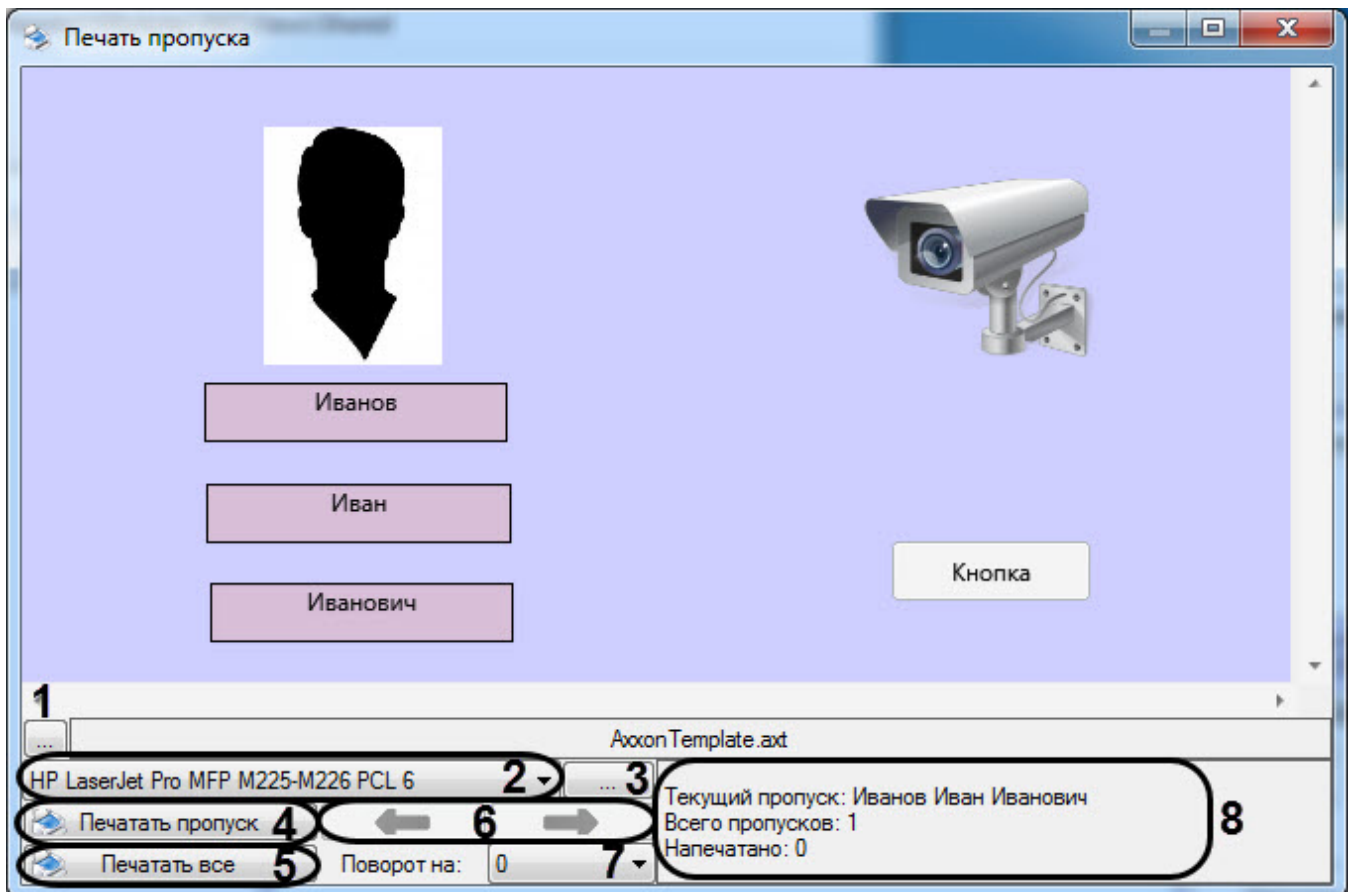 Печать пропуска
Иванов
Иван
Иванович
Кнопка
1
... AxxonTemplate.axt
HP LaserJet Pro MFP M225-M226 PCL 6 2 ... 3
Печатать пропуск 4 6
Печатать все 5 Поворот на: 0 7
Текущий пропуск: Иванов Иван Иванович
Всего пропусков: 1
Напечатано: 0
8